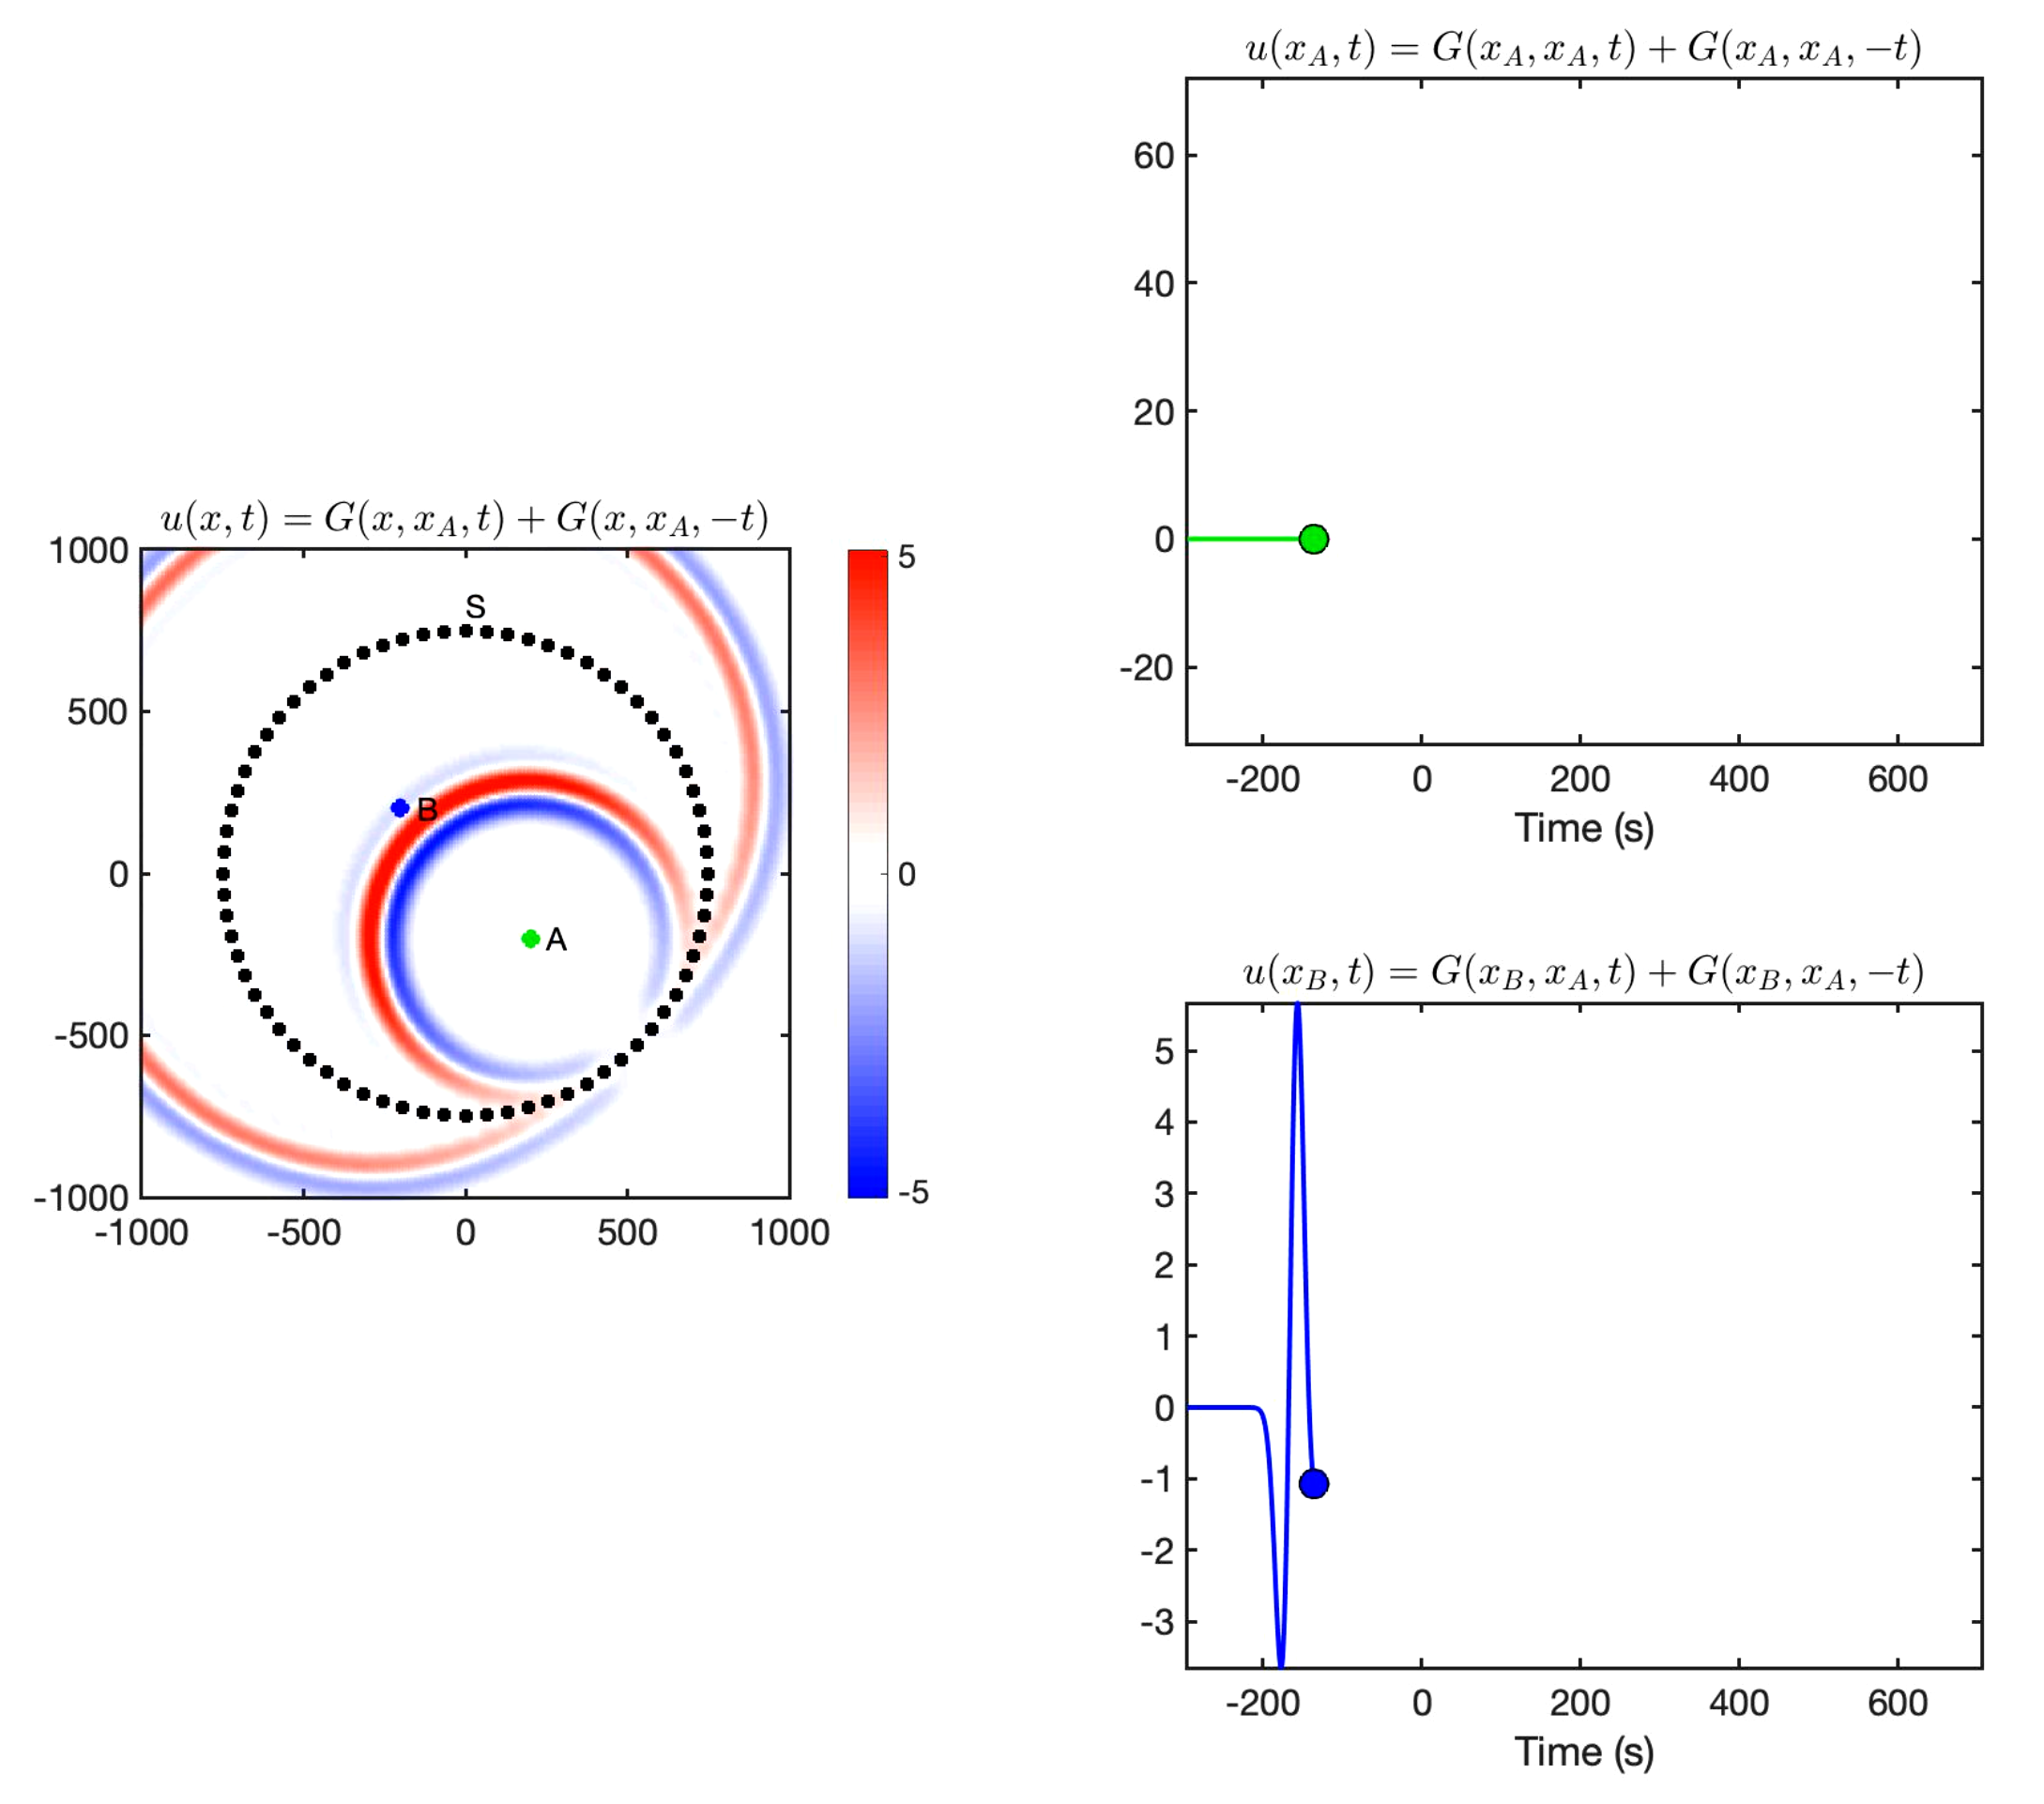 u(x, t) = G(x, x_A, t) + G(x, x_A, −t)
1000
500
0
-500
-1000
-1000 -500 0 500 1000
S
B
A
5
0
-5
u(x_A, t) = G(x_A, x_A, t) + G(x_A, x_A, −t)
60
40
20
0
-20
-200 0 200 400 600
Time (s)
u(x_B, t) = G(x_B, x_A, t) + G(x_B, x_A, −t)
5
4
3
2
1
0
-1
-2
-3
-200 0 200 400 600
Time (s)